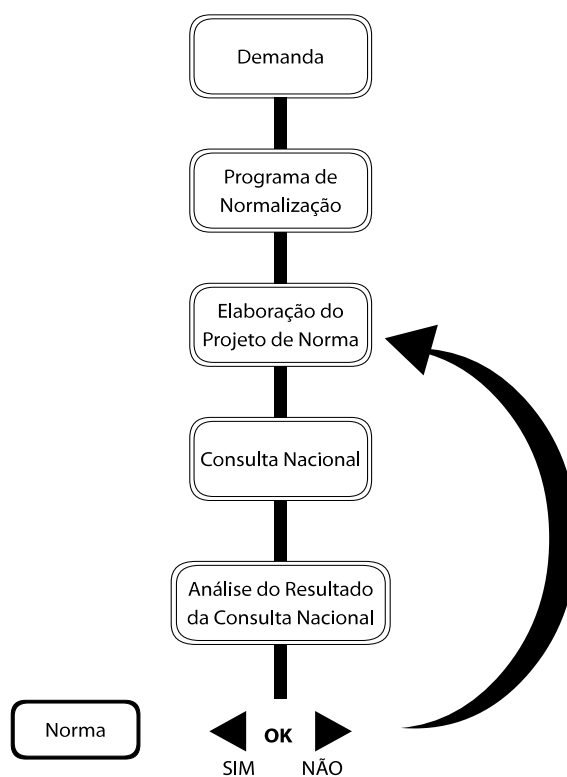 Demanda
Programa de
Normalização
Elaboração do
Projeto de Norma
Consulta Nacional
Análise do Resultado
da Consulta Nacional
Norma
OK
SIM NÃO